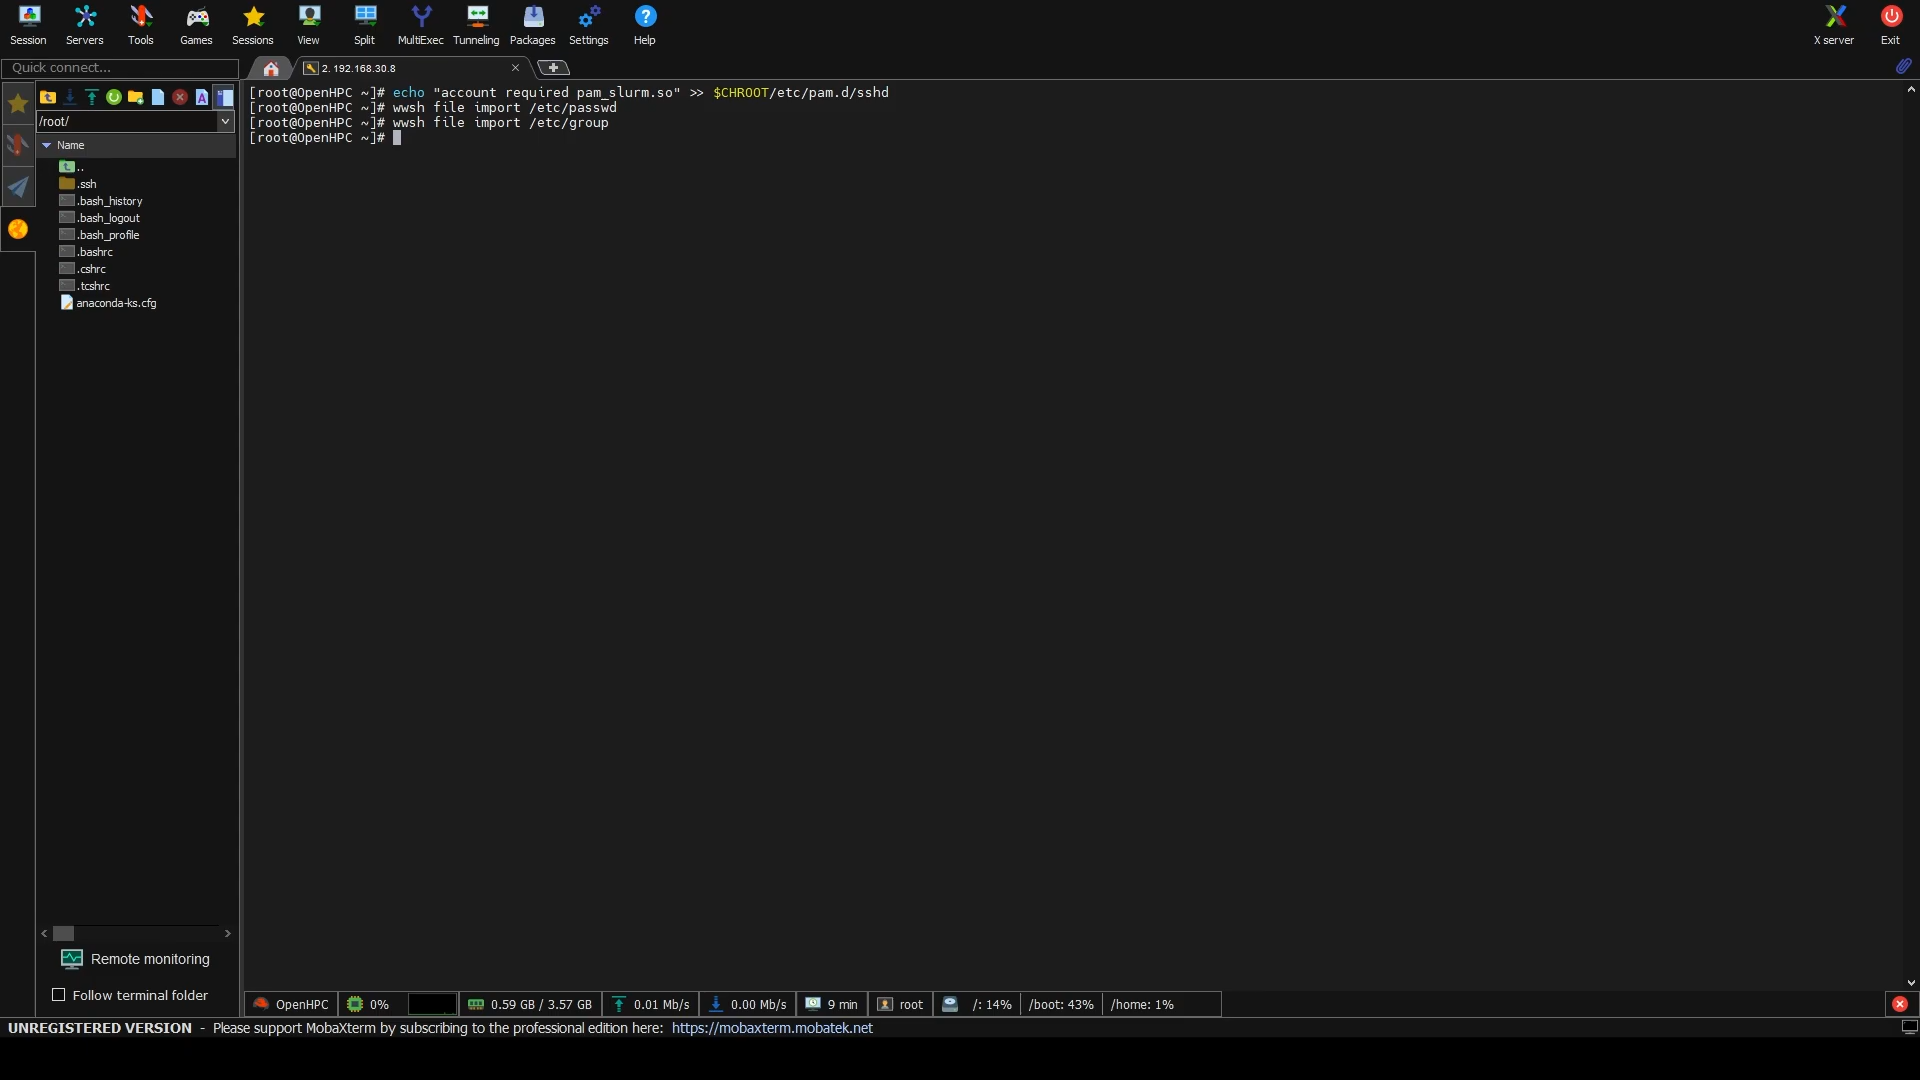 Session Servers Tools Games Sessions View Split MultiExec Tunneling Packages Settings Help X server Exit
Quick connect...
2. 192.168.30.8
/root/
Name
..
.ssh
.bash_history
.bash_logout
.bash_profile
.bashrc
.cshrc
.tcshrc
anaconda-ks.cfg
[root@OpenHPC ~]# echo "account required pam_slurm.so" >> $CHROOT/etc/pam.d/sshd
[root@OpenHPC ~]# wwsh file import /etc/passwd
[root@OpenHPC ~]# wwsh file import /etc/group
[root@OpenHPC ~]#
Remote monitoring
Follow terminal folder
OpenHPC 0% 0.59 GB / 3.57 GB 0.01 Mb/s 0.00 Mb/s 9 min root /: 14% /boot: 43% /home: 1%
UNREGISTERED VERSION - Please support MobaXterm by subscribing to the professional edition here: https://mobaxterm.mobatek.net